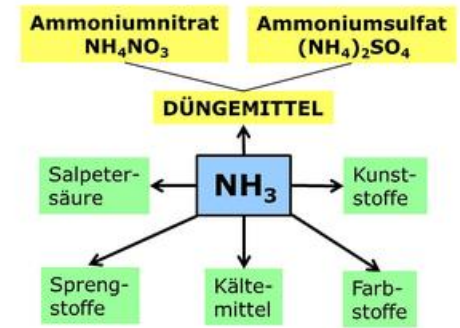 Ammoniumnitrat
NH₄NO₃
Ammoniumsulfat
(NH₄)₂SO₄
DÜNGEMITTEL
Salpeter-
säure
NH₃
Kunst-
stoffe
Spreng-
stoffe
Kälte-
mittel
Farb-
stoffe